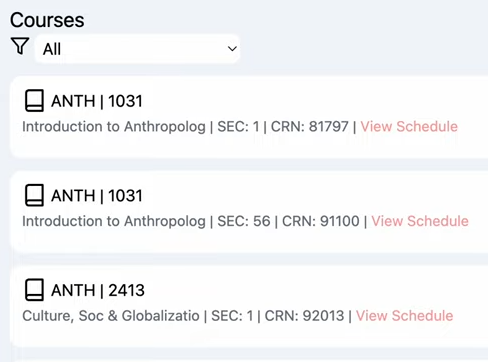 Courses
All
ANTH | 1031
Introduction to Anthropolog | SEC: 1 | CRN: 81797 | View Schedule
ANTH | 1031
Introduction to Anthropolog | SEC: 56 | CRN: 91100 | View Schedule
ANTH | 2413
Culture, Soc & Globalizatio | SEC: 1 | CRN: 92013 | View Schedule